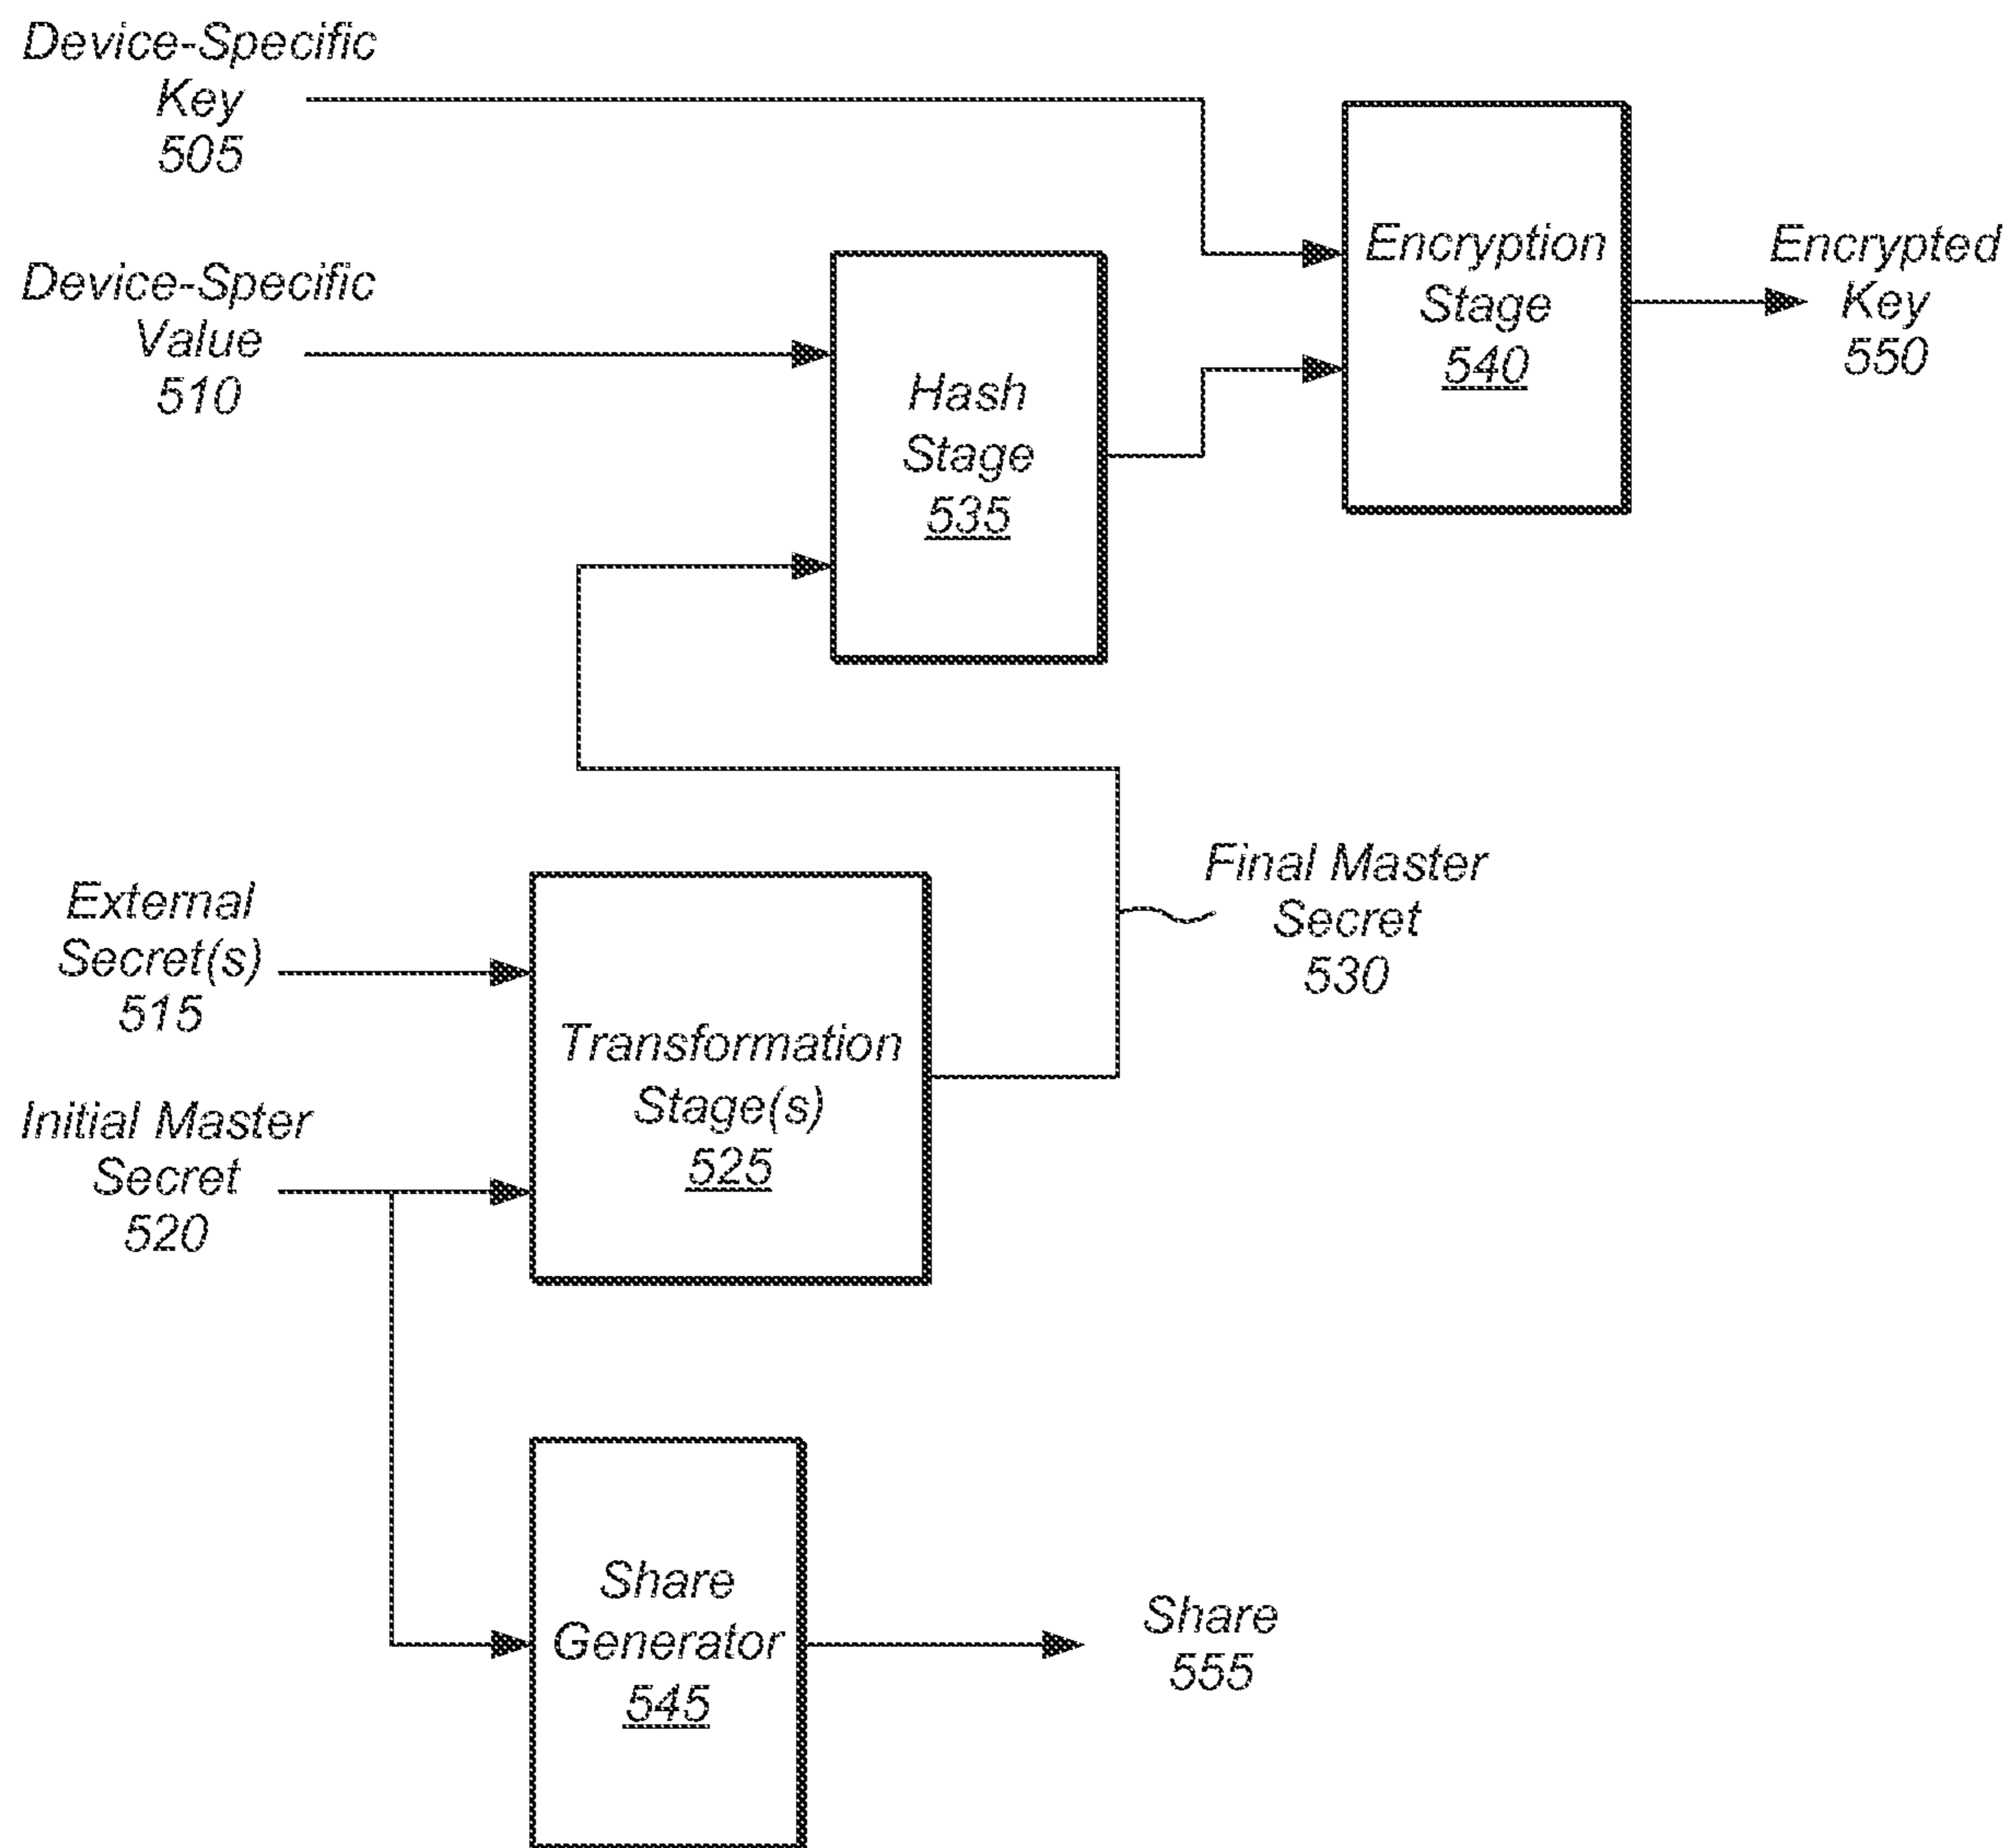 Device-Specific
Key
505
Device-Specific
Value
510
Hash
Stage
535
Encryption
Stage
540
Encrypted
Key
550
External
Secret(s)
515
Initial Master
Secret
520
Transformation
Stage(s)
525
Final Master
Secret
530
Share
Generator
545
Share
555